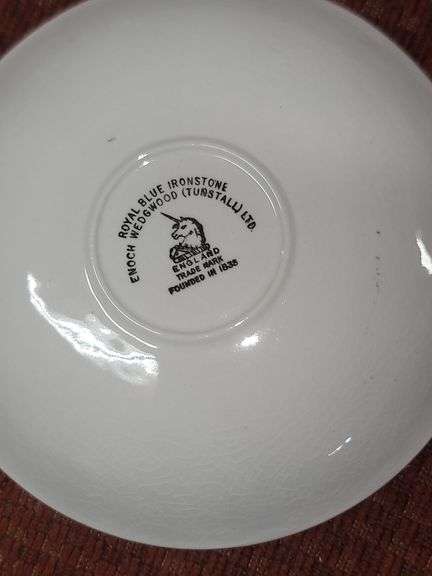 ROYAL BLUE IRONSTONE
ENOCH WEDGWOOD (TUNSTALL) LTD.
ENGLAND
TRADE MARK
FOUNDED IN 1835